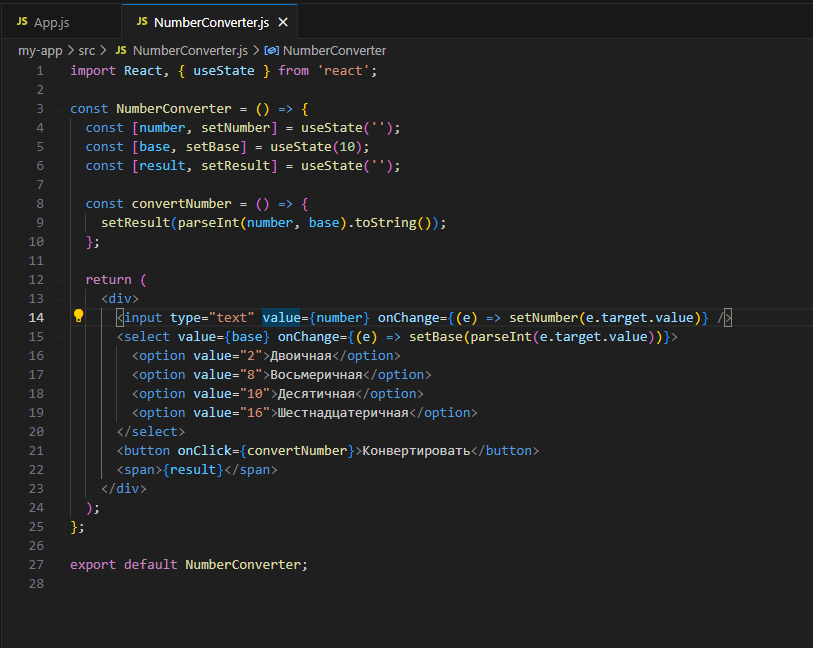 JS App.js
JS NumberConverter.js ×
my-app > src > JS NumberConverter.js > NumberConverter
1 import React, { useState } from 'react';
2
3 const NumberConverter = () => {
4 const [number, setNumber] = useState('');
5 const [base, setBase] = useState(10);
6 const [result, setResult] = useState('');
7
8 const convertNumber = () => {
9 setResult(parseInt(number, base).toString());
10 };
11
12 return (
13 <div>
14 <input type="text" value={number} onChange={(e) => setNumber(e.target.value)} />
15 <select value={base} onChange={(e) => setBase(parseInt(e.target.value))}>
16 <option value="2">Двоичная</option>
17 <option value="8">Восьмеричная</option>
18 <option value="10">Десятичная</option>
19 <option value="16">Шестнадцатеричная</option>
20 </select>
21 <button onClick={convertNumber}>Конвертировать</button>
22 <span>{result}</span>
23 </div>
24 );
25 };
26
27 export default NumberConverter;
28